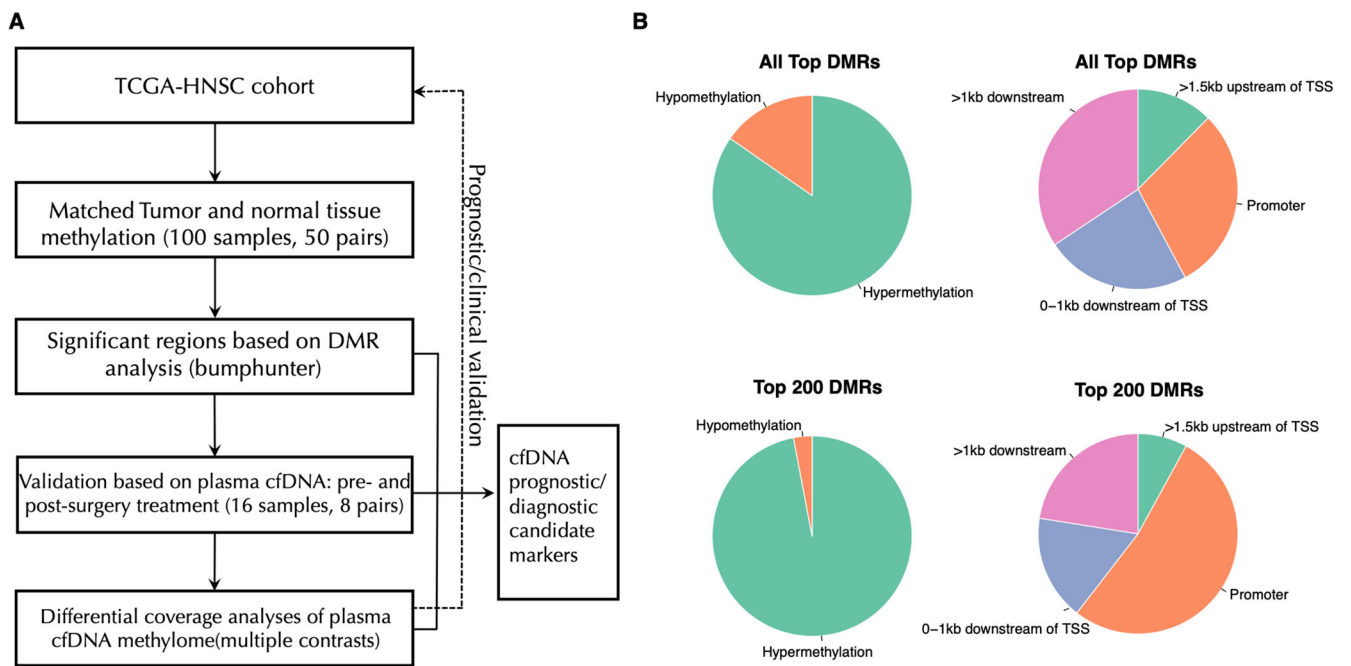 A
TCGA-HNSC cohort
Matched Tumor and normal tissue
methylation (100 samples, 50 pairs)
Significant regions based on DMR
analysis (bumphunter)
Validation based on plasma cfDNA: pre- and
post-surgery treatment (16 samples, 8 pairs)
Differential coverage analyses of plasma
cfDNA methylome(multiple contrasts)
Prognostic/clinical validation
cfDNA
prognostic/
diagnostic
candidate
markers
B
All Top DMRs
Hypomethylation
Hypermethylation
All Top DMRs
>1kb downstream
>1.5kb upstream of TSS
Promoter
0−1kb downstream of TSS
Top 200 DMRs
Hypomethylation
Hypermethylation
Top 200 DMRs
>1.5kb upstream of TSS
>1kb downstream
Promoter
0−1kb downstream of TSS